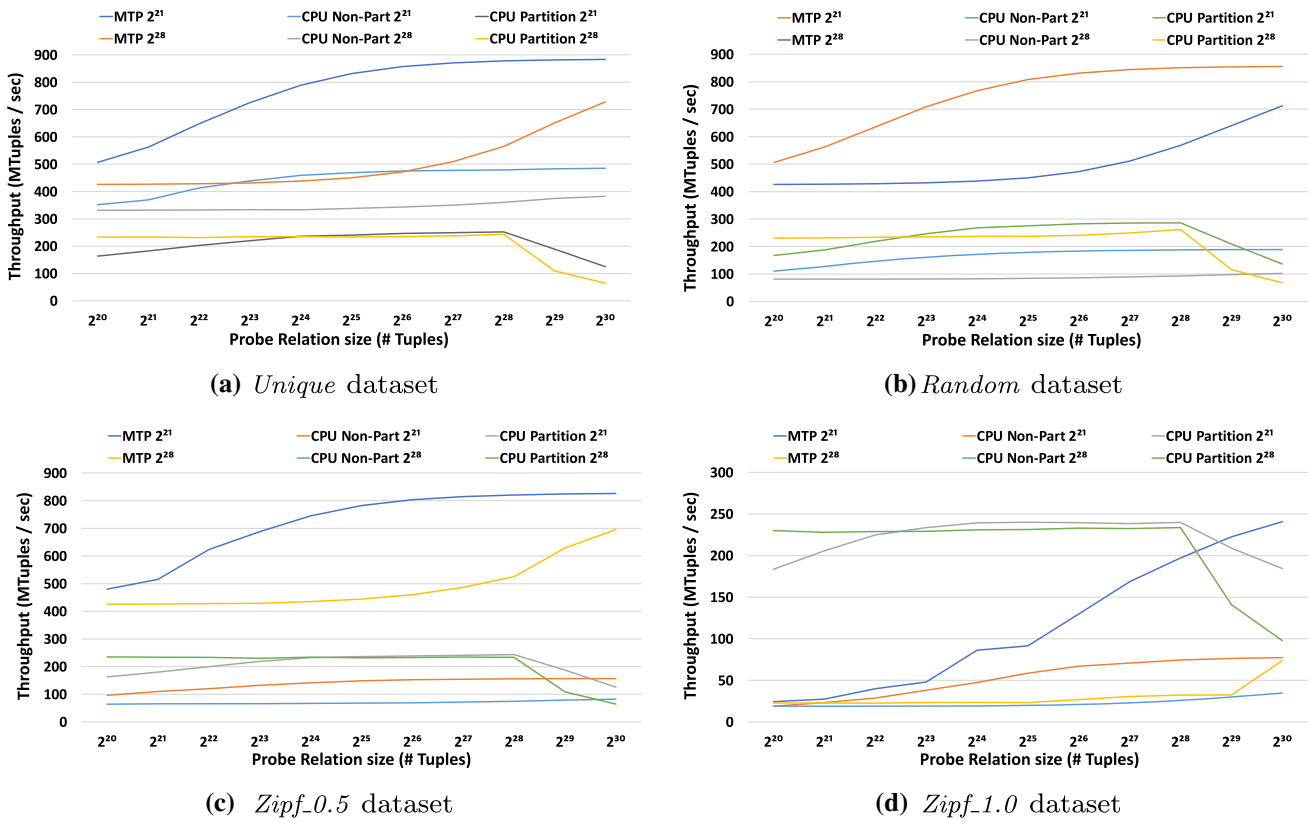 MTP 2²¹ CPU Non-Part 2²¹ CPU Partition 2²¹
MTP 2²⁸ CPU Non-Part 2²⁸ CPU Partition 2²⁸
Throughput (MTuples / sec)
900
800
700
600
500
400
300
200
100
0
2²⁰ 2²¹ 2²² 2²³ 2²⁴ 2²⁵ 2²⁶ 2²⁷ 2²⁸ 2²⁹ 2³⁰
Probe Relation size (# Tuples)
(a) Unique dataset
MTP 2²¹ CPU Non-Part 2²¹ CPU Partition 2²¹
MTP 2²⁸ CPU Non-Part 2²⁸ CPU Partition 2²⁸
Throughput (MTuples / sec)
900
800
700
600
500
400
300
200
100
0
2²⁰ 2²¹ 2²² 2²³ 2²⁴ 2²⁵ 2²⁶ 2²⁷ 2²⁸ 2²⁹ 2³⁰
Probe Relation size (# Tuples)
(b) Random dataset
MTP 2²¹ CPU Non-Part 2²¹ CPU Partition 2²¹
MTP 2²⁸ CPU Non-Part 2²⁸ CPU Partition 2²⁸
Throughput (MTuples / sec)
900
800
700
600
500
400
300
200
100
0
2²⁰ 2²¹ 2²² 2²³ 2²⁴ 2²⁵ 2²⁶ 2²⁷ 2²⁸ 2²⁹ 2³⁰
Probe Relation size (# Tuples)
(c) Zipf_0.5 dataset
MTP 2²¹ CPU Non-Part 2²¹ CPU Partition 2²¹
MTP 2²⁸ CPU Non-Part 2²⁸ CPU Partition 2²⁸
Throughput (MTuples / sec)
300
250
200
150
100
50
0
2²⁰ 2²¹ 2²² 2²³ 2²⁴ 2²⁵ 2²⁶ 2²⁷ 2²⁸ 2²⁹ 2³⁰
Probe Relation size (# Tuples)
(d) Zipf_1.0 dataset